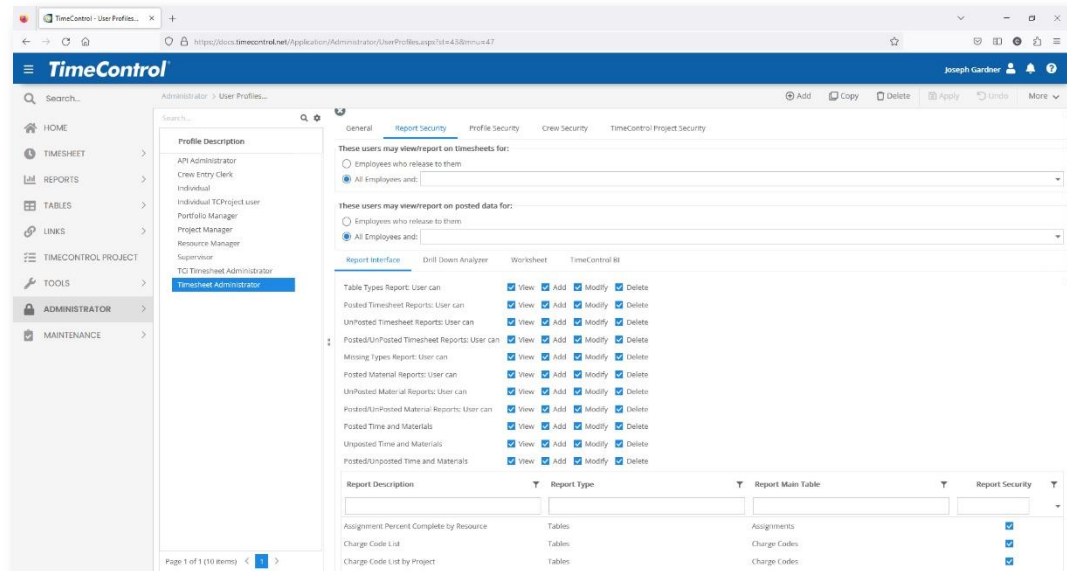 TimeControl - User Profiles... × +
https://docs.timecontrol.net/Application/Administrator/UserProfiles.aspx?st=43&mnu=47
TimeControl
Joseph Gardner
Search...
Administrator > User Profiles...
Add Copy Delete Apply Undo More
HOME
TIMESHEET
REPORTS
TABLES
LINKS
TIMECONTROL PROJECT
TOOLS
ADMINISTRATOR
MAINTENANCE
Search...
Profile Description
API Administrator
Crew Entry Clerk
Individual
Individual TCProject user
Portfolio Manager
Project Manager
Resource Manager
Supervisor
TCI Timesheet Administrator
Timesheet Administrator
Page 1 of 1 (10 items) < 1 >
General Report Security Profile Security Crew Security TimeControl Project Security
These users may view/report on timesheets for:
Employees who release to them
All Employees and:
These users may view/report on posted data for:
Employees who release to them
All Employees and:
Report Interface Drill Down Analyzer Worksheet TimeControl BI
Table Types Report: User can View Add Modify Delete
Posted Timesheet Reports: User can View Add Modify Delete
UnPosted Timesheet Reports: User can View Add Modify Delete
Posted/UnPosted Timesheet Reports: User can View Add Modify Delete
Missing Types Report: User can View Add Modify Delete
Posted Material Reports: User can View Add Modify Delete
UnPosted Material Reports: User can View Add Modify Delete
Posted/UnPosted Material Reports: User can View Add Modify Delete
Posted Time and Materials View Add Modify Delete
Unposted Time and Materials View Add Modify Delete
Posted/Unposted Time and Materials View Add Modify Delete
Report Description Report Type Report Main Table Report Security
Assignment Percent Complete by Resource Tables Assignments
Charge Code List Tables Charge Codes
Charge Code List by Project Tables Charge Codes